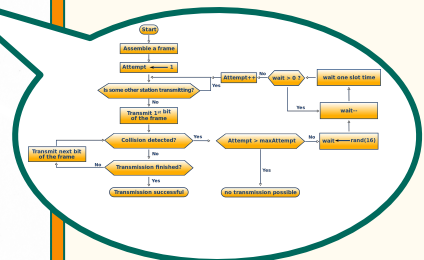 Start
Assemble a frame
Attempt 1
Attempt++
No
wait > 0 ?
wait one slot time
Is some other station transmitting?
Yes
No
Yes
wait--
Transmit 1st bit
of the frame
Collision detected?
Yes
Attempt > maxAttempt
No
wait rend(16)
Transmit next bit
of the frame
No
No
Transmission finished?
Yes
Yes
Transmission successful
no transmission possible